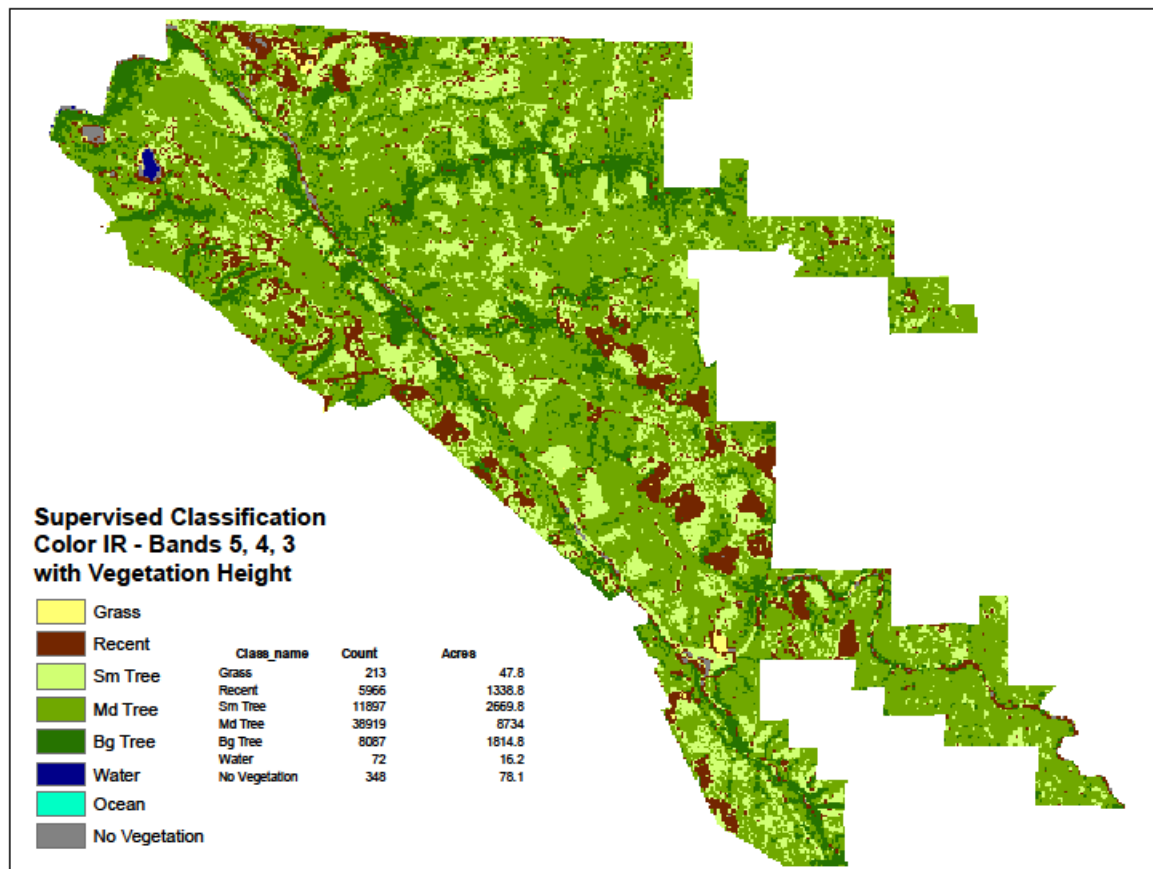 Supervised Classification
Color IR - Bands 5, 4, 3
with Vegetation Height
Grass
Recent
Sm Tree
Md Tree
Bg Tree
Water
Ocean
No Vegetation
Class_name Count Acres
Grass 213 47.8
Recent 5966 1338.8
Sm Tree 11897 2669.8
Md Tree 38919 8734
Bg Tree 8087 1814.8
Water 72 16.2
No Vegetation 348 78.1